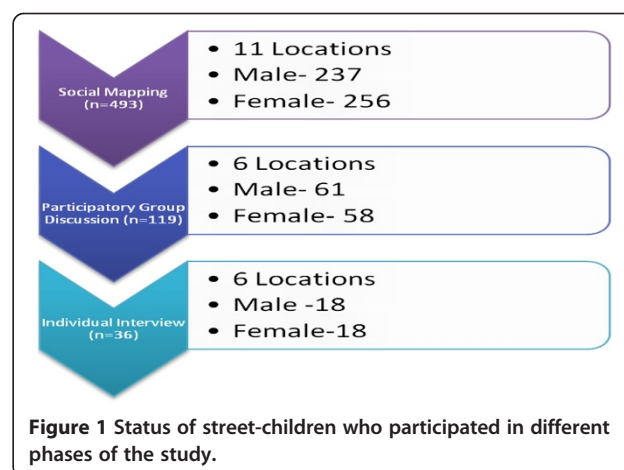 Social Mapping
(n=493)
• 11 Locations
• Male- 237
• Female- 256
Participatory Group
Discussion (n=119)
• 6 Locations
• Male- 61
• Female- 58
Individual Interview
(n=36)
• 6 Locations
• Male -18
• Female-18
Figure 1 Status of street-children who participated in different
phases of the study.